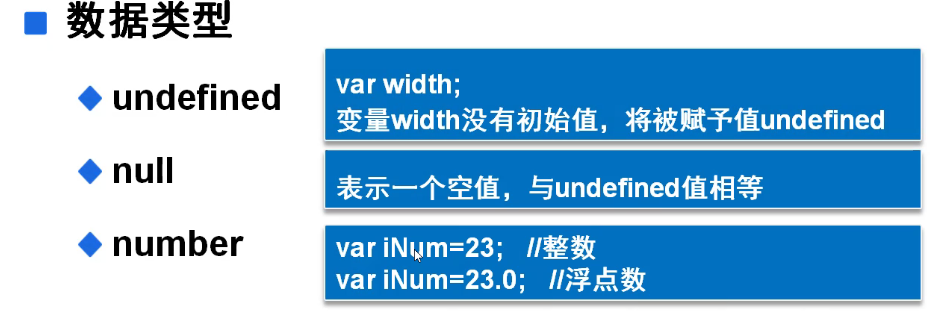 数据类型
undefined
var width;
变量width没有初始值，将被赋予值undefined
null
表示一个空值，与undefined值相等
number
var iNum=23; //整数
var iNum=23.0; //浮点数